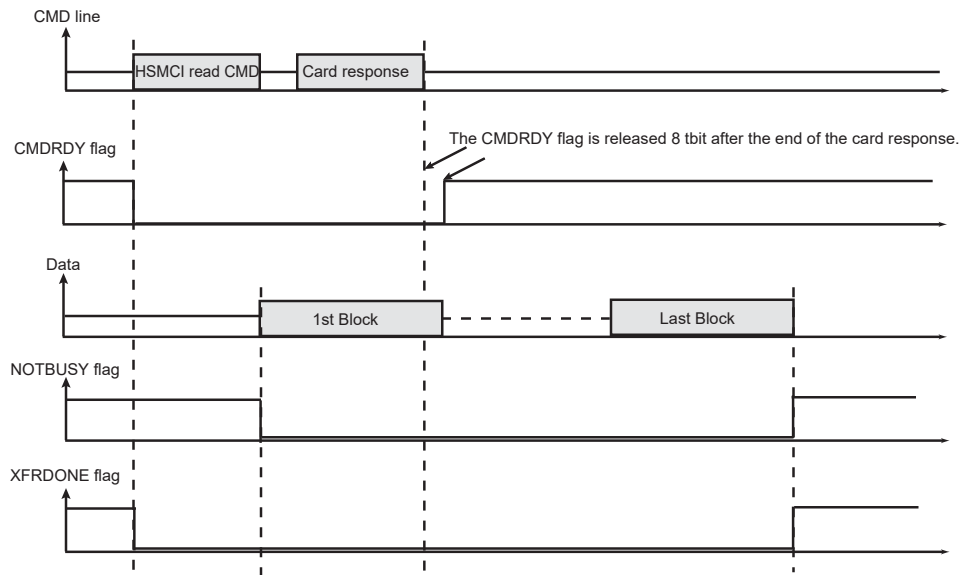 CMD line
HSMCI read CMD
Card response
The CMDRDY flag is released 8 tbit after the end of the card response.
CMDRDY flag
Data
1st Block
Last Block
NOTBUSY flag
XFRDONE flag